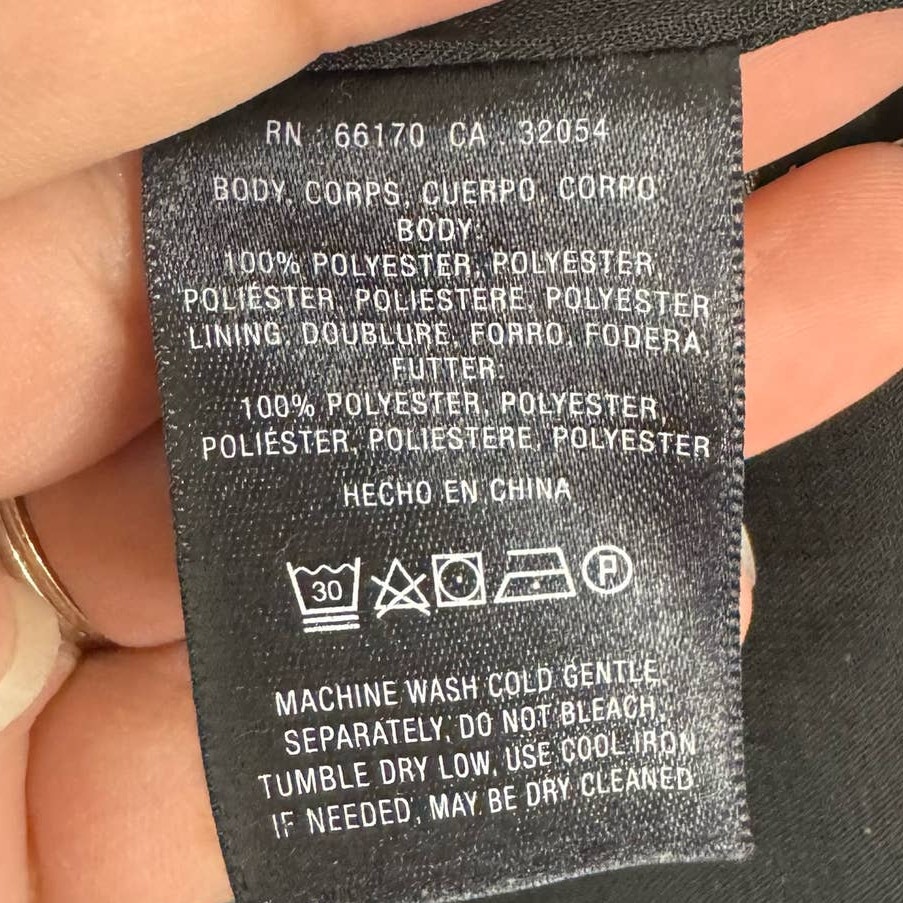 RN : 66170 CA : 32054
BODY, CORPS, CUERPO, CORPO,
BODY:
100% POLYESTER, POLYESTER,
POLIÉSTER, POLIESTERE, POLYESTER
LINING, DOUBLURE, FORRO, FODERA,
FUTTER:
100% POLYESTER, POLYESTER,
POLIÉSTER, POLIESTERE, POLYESTER
HECHO EN CHINA
30 P
MACHINE WASH COLD GENTLE,
SEPARATELY, DO NOT BLEACH,
TUMBLE DRY LOW, USE COOL IRON
IF NEEDED, MAY BE DRY CLEANED